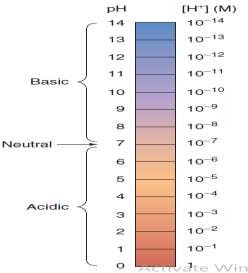 pH [H⁺] (M)
14 10⁻¹⁴
13 10⁻¹³
12 10⁻¹²
Basic 11 10⁻¹¹
10 10⁻¹⁰
9 10⁻⁹
8 10⁻⁸
Neutral 7 10⁻⁷
6 10⁻⁶
5 10⁻⁵
Acidic 4 10⁻⁴
3 10⁻³
2 10⁻²
1 10⁻¹
0 1
Activate Win